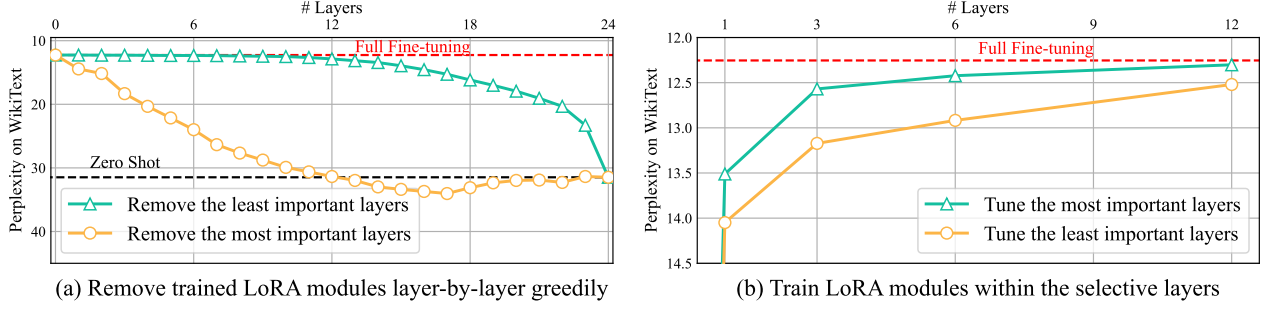 # Layers
0 6 12 18 24
Perplexity on WikiText
10
20
30
40
Full Fine-tuning
Zero Shot
Remove the least important layers
Remove the most important layers
(a) Remove trained LoRA modules layer-by-layer greedily
# Layers
1 3 6 9 12
Perplexity on WikiText
12.0
12.5
13.0
13.5
14.0
14.5
Full Fine-tuning
Tune the most important layers
Tune the least important layers
(b) Train LoRA modules within the selective layers